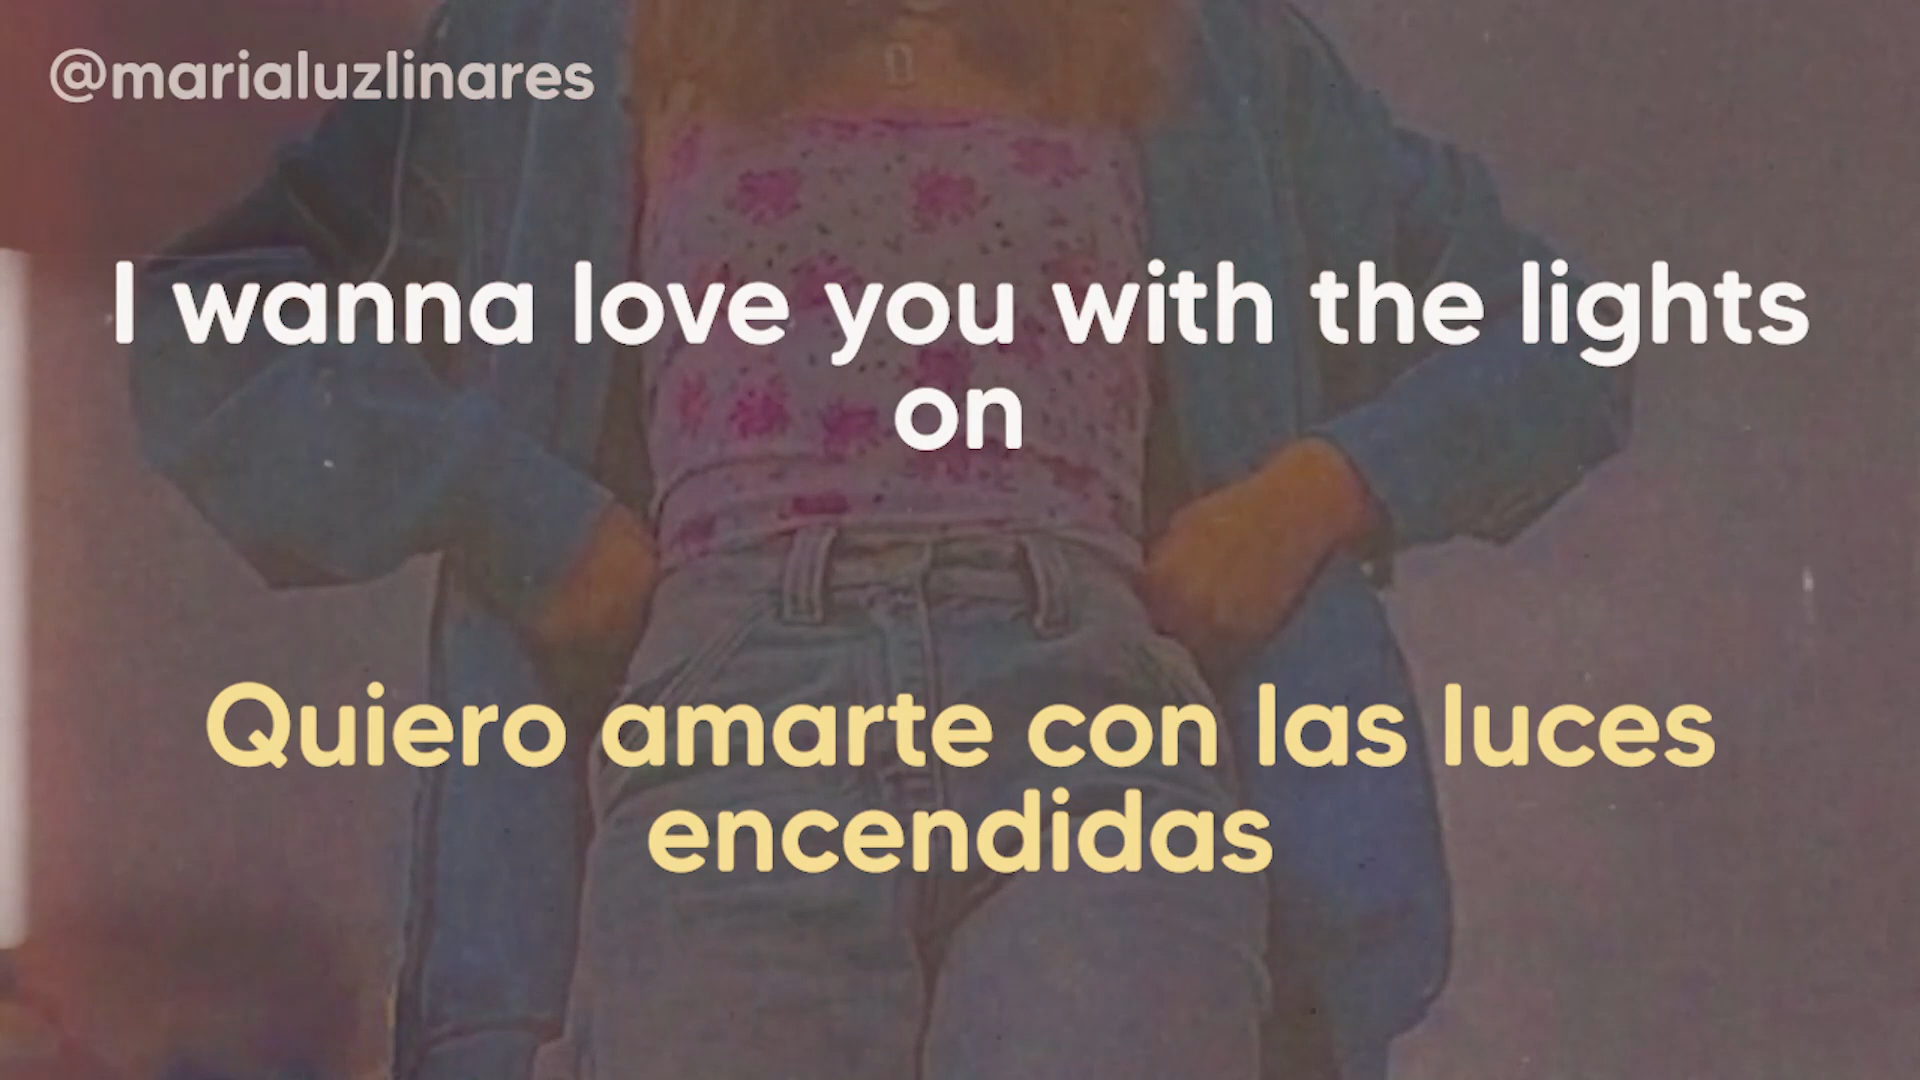 @marialuzlinares
I wanna love you with the lights
on
Quiero amarte con las luces
encendidas